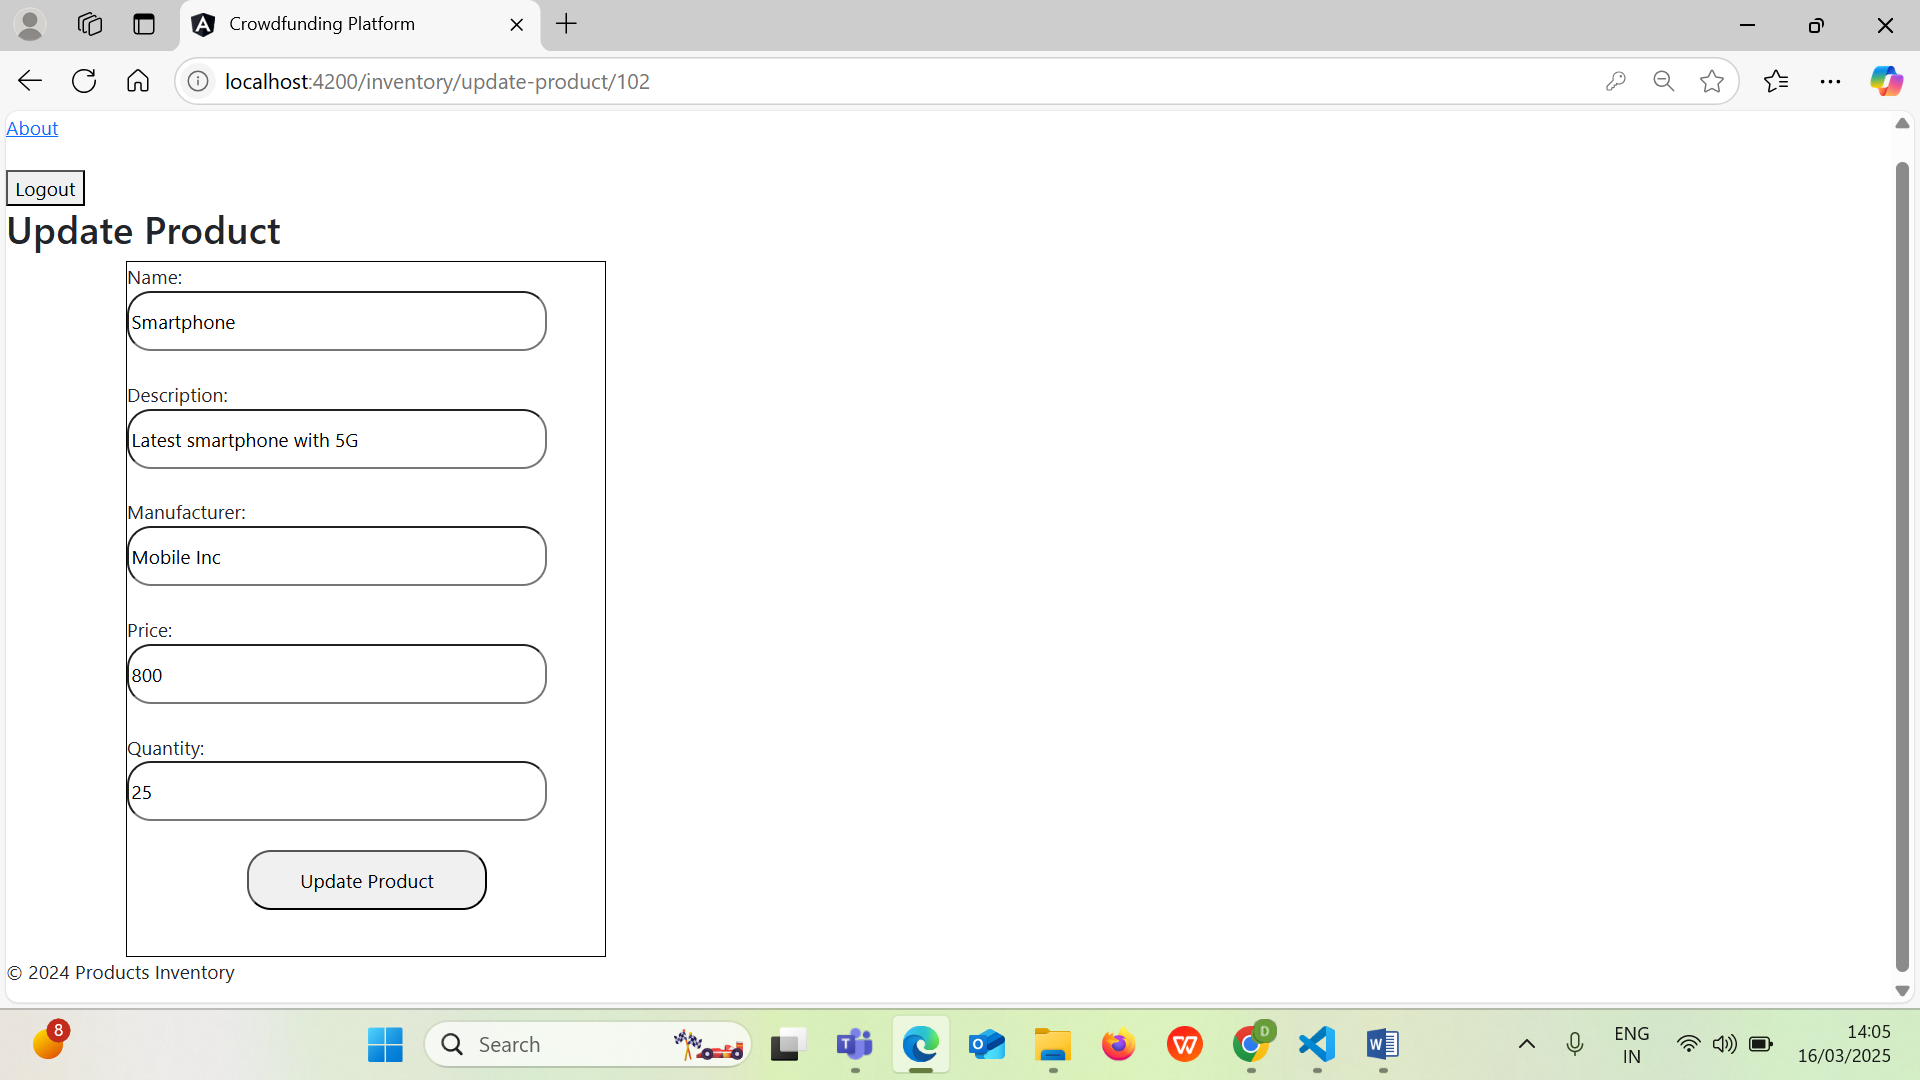 Crowdfunding Platform
localhost:4200/inventory/update-product/102
About
Logout
Update Product
Name:
Smartphone
Description:
Latest smartphone with 5G
Manufacturer:
Mobile Inc
Price:
800
Quantity:
25
Update Product
© 2024 Products Inventory
8
Search
T
O
W
D
W
ENG
IN
14:05
16/03/2025